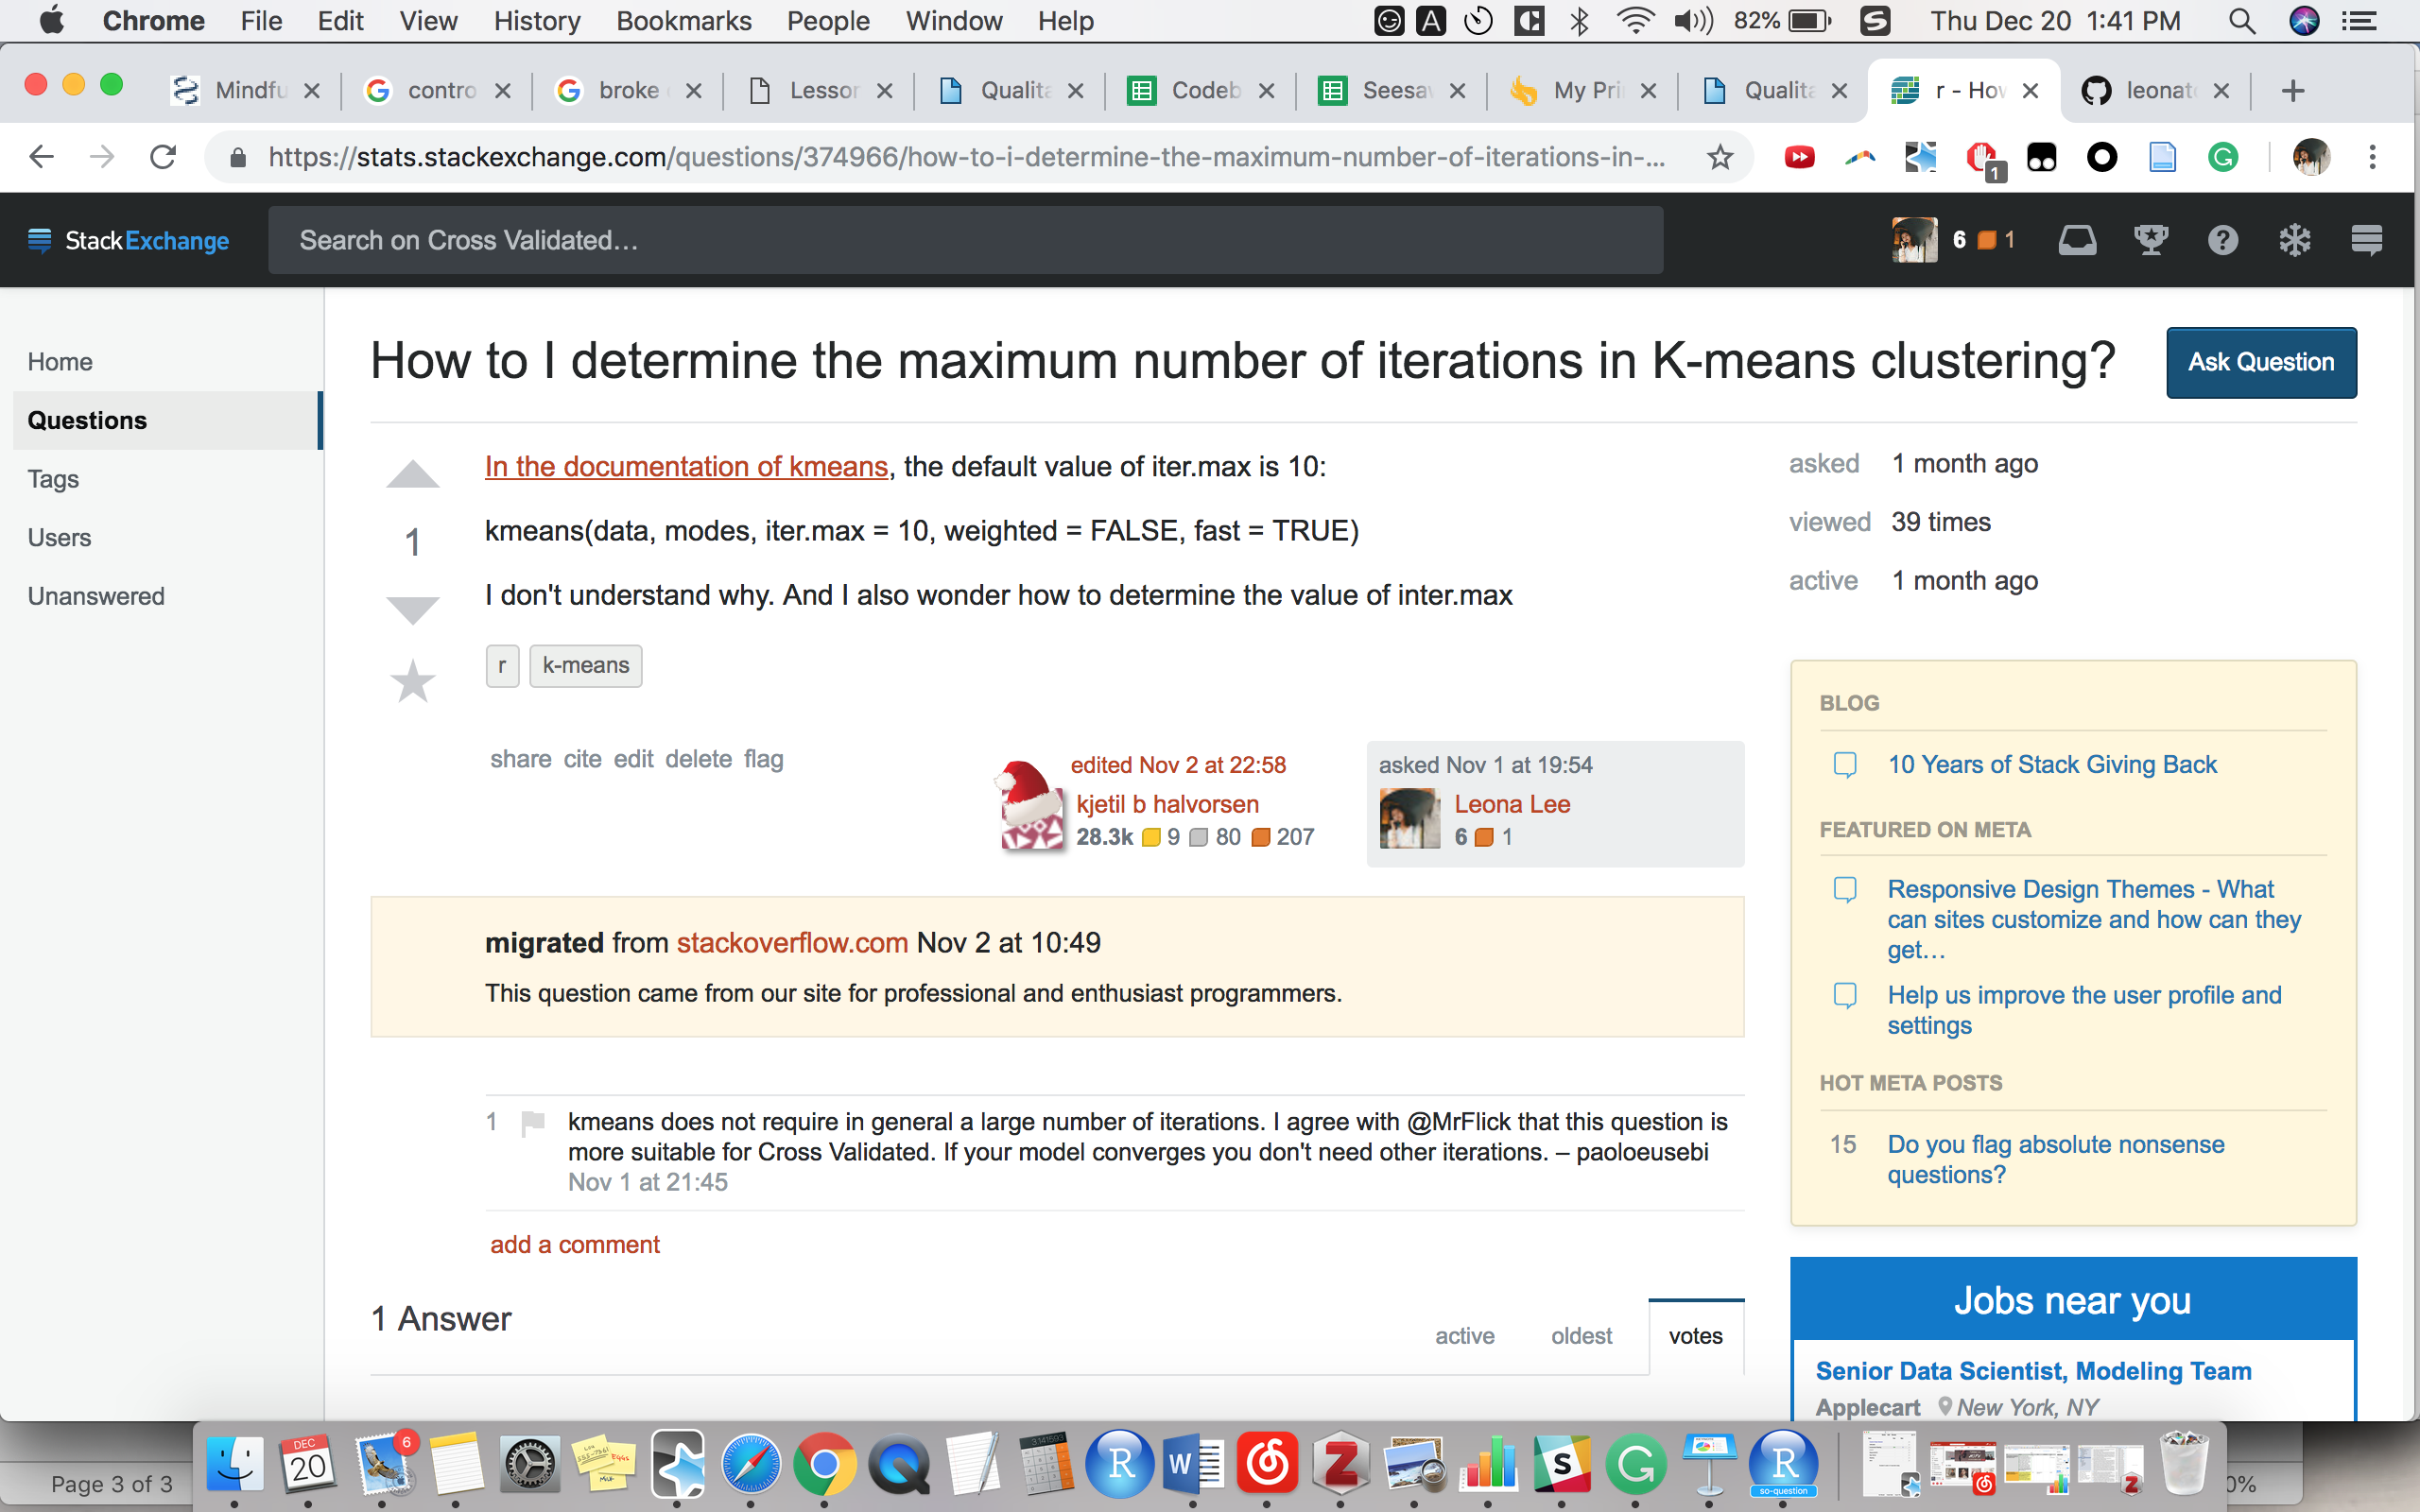 Chrome File Edit View History Bookmarks People Window Help 82% Thu Dec 20 1:41 PM
Mindfu contro broke Lesson Qualita Codeb Seesaw My Pri Qualita r - How leonat
https://stats.stackexchange.com/questions/374966/how-to-i-determine-the-maximum-number-of-iterations-in-...
1
StackExchange Search on Cross Validated... 6 1
Home
Questions
Tags
Users
Unanswered
How to I determine the maximum number of iterations in K-means clustering?
Ask Question
In the documentation of kmeans, the default value of iter.max is 10:
1
kmeans(data, modes, iter.max = 10, weighted = FALSE, fast = TRUE)
I don't understand why. And I also wonder how to determine the value of inter.max
r k-means
share cite edit delete flag
edited Nov 2 at 22:58
kjetil b halvorsen
28.3k 9 80 207
asked Nov 1 at 19:54
Leona Lee
6 1
migrated from stackoverflow.com Nov 2 at 10:49
This question came from our site for professional and enthusiast programmers.
1 kmeans does not require in general a large number of iterations. I agree with @MrFlick that this question is
more suitable for Cross Validated. If your model converges you don't need other iterations. – paoloeusebi
Nov 1 at 21:45
add a comment
1 Answer
active oldest votes
asked 1 month ago
viewed 39 times
active 1 month ago
BLOG
10 Years of Stack Giving Back
FEATURED ON META
Responsive Design Themes - What
can sites customize and how can they
get...
Help us improve the user profile and
settings
HOT META POSTS
15 Do you flag absolute nonsense
questions?
Jobs near you
Senior Data Scientist, Modeling Team
Applecart New York, NY
Page 3 of 3
DEC
20
6
so-question
0%